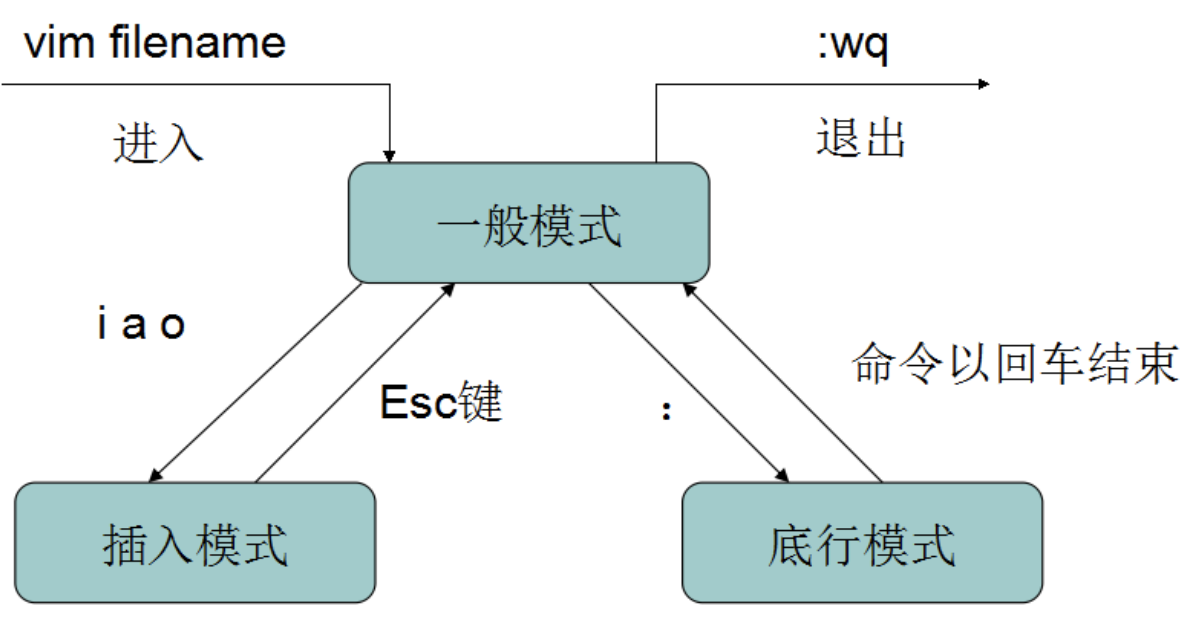 vim filename
:wq
进入
退出
一般模式
i a o
命令以回车结束
Esc键
：
插入模式
底行模式